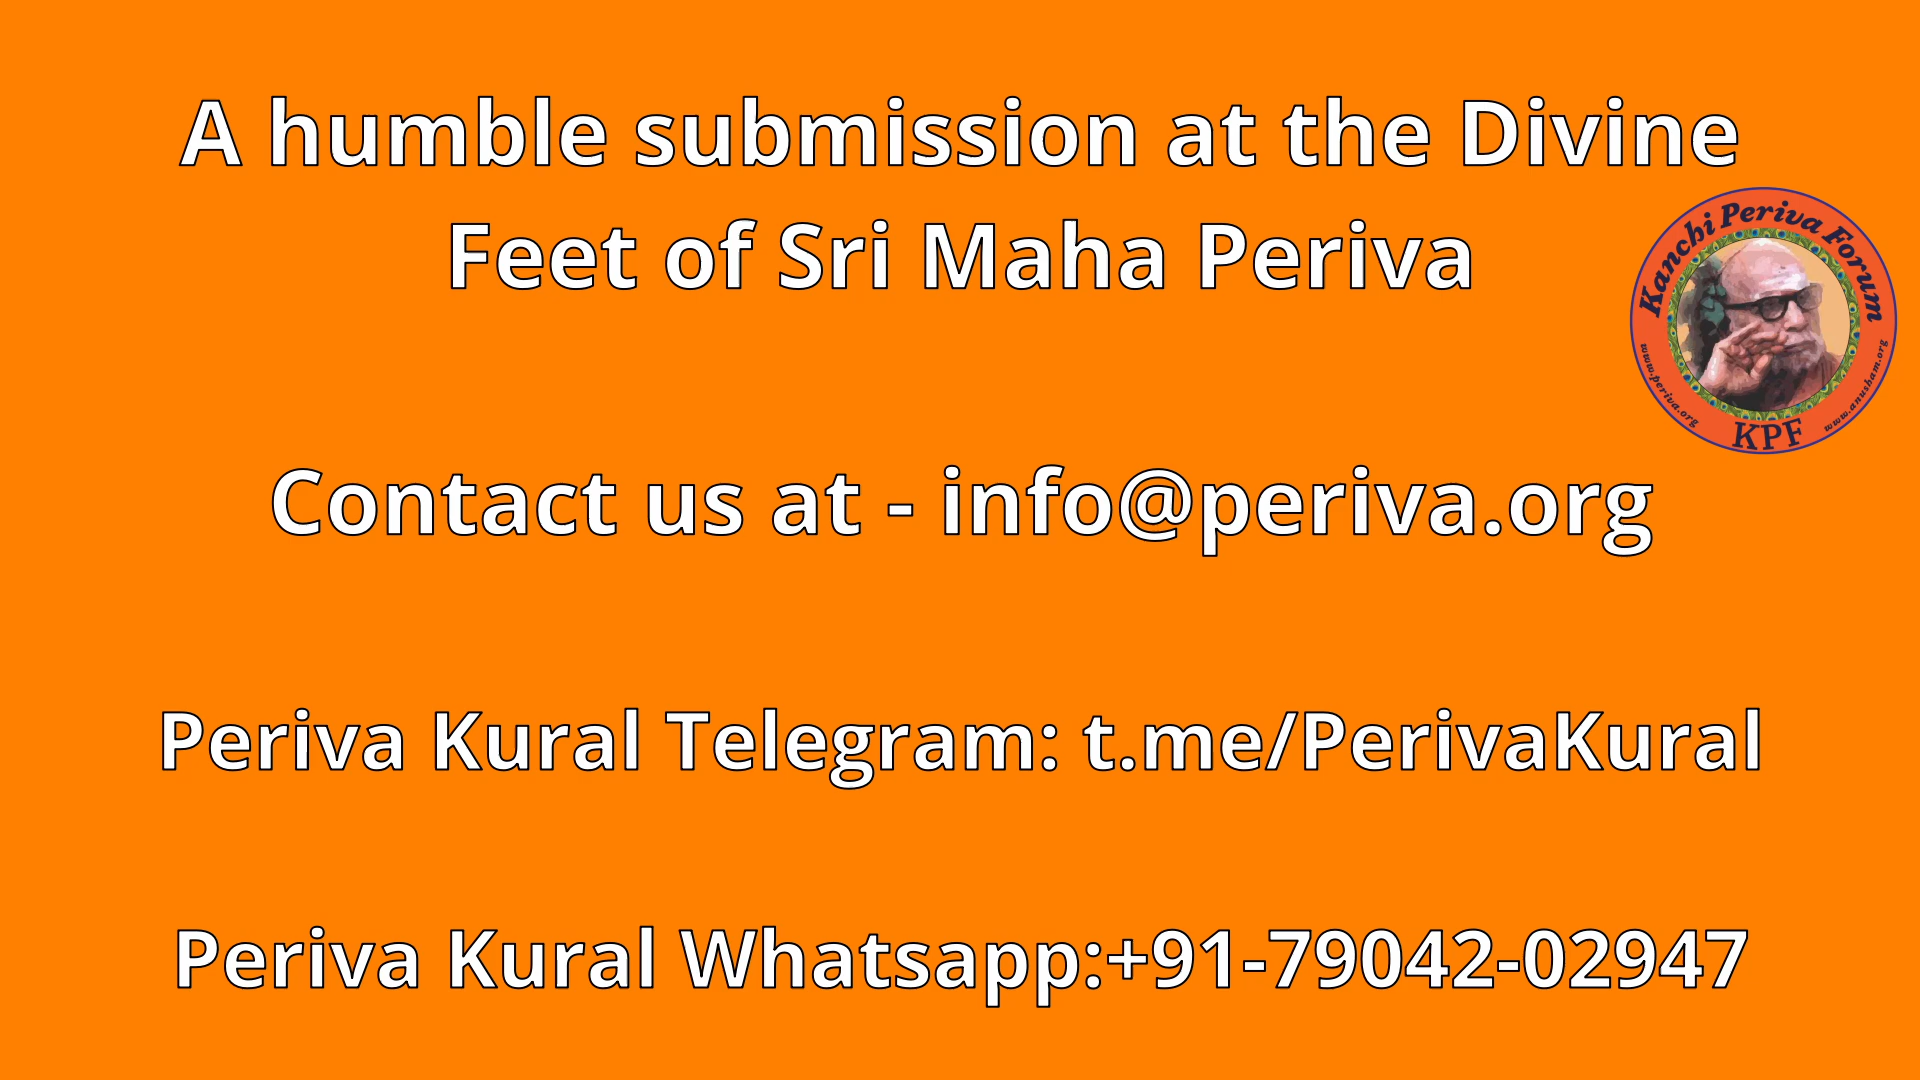 A humble submission at the Divine
Feet of Sri Maha Periva
Kanchi Periva Forum
www.periva.org
www.anusham.org
KPF
Contact us at - info@periva.org
Periva Kural Telegram: t.me/PerivaKural
Periva Kural Whatsapp:+91-79042-02947